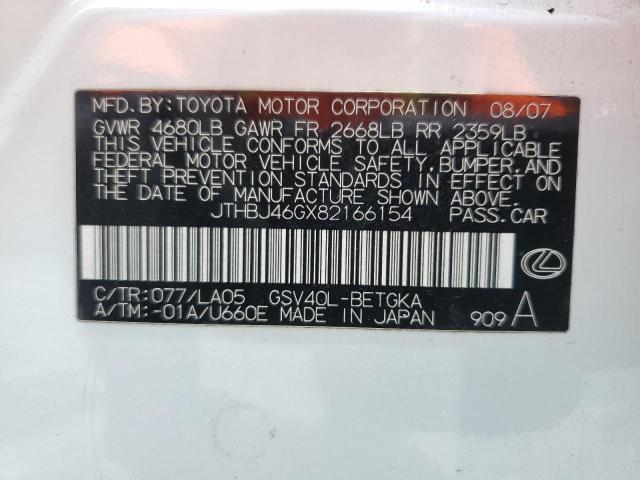 MFD.BY:TOYOTA MOTOR CORPORATION 08/07
GVWR 4680LB GAWR FR 2668LB RR 2359LB
THIS VEHICLE CONFORMS TO ALL APPLICABLE
FEDERAL MOTOR VEHICLE SAFETY, BUMPER, AND
THEFT PREVENTION STANDARDS IN EFFECT ON
THE DATE OF MANUFACTURE SHOWN ABOVE.
JTHBJ46GX82166154 PASS.CAR
C/TR:077/LA05 GSV40L-BETGKA
A/TM:-01A/U660E MADE IN JAPAN 909A